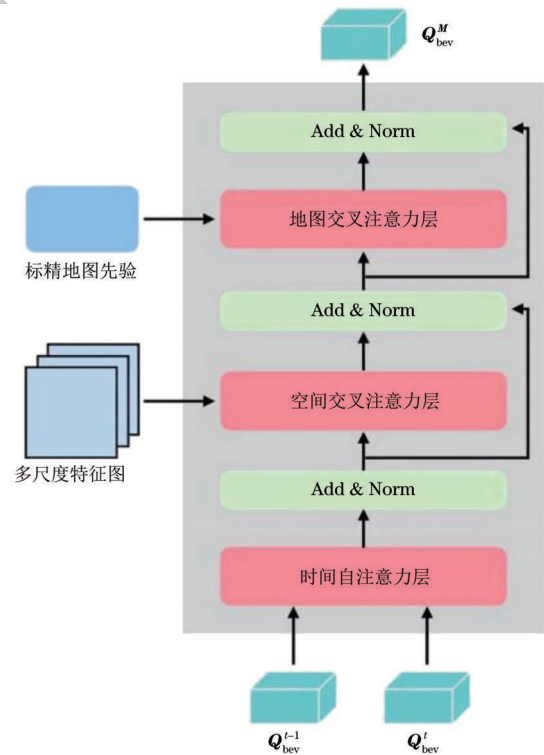 Q_bev^M
Add & Norm
地图交叉注意力层
标精地图先验
Add & Norm
空间交叉注意力层
多尺度特征图
Add & Norm
时间自注意力层
Q_bev^{t-1}
Q_bev^t